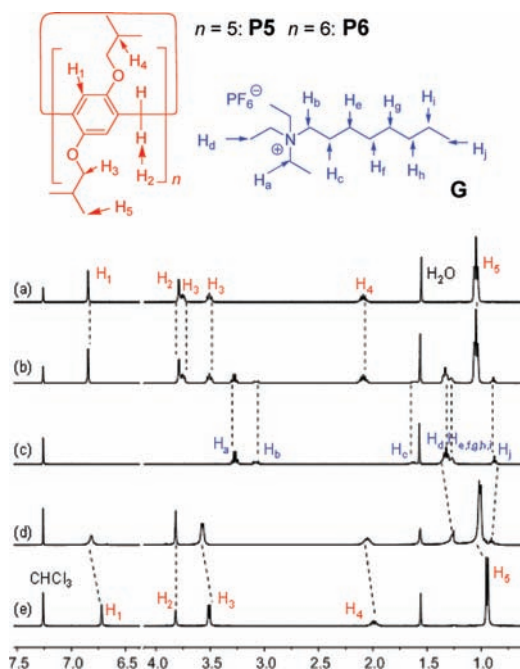 n = 5: P5 n = 6: P6
H1
H4
O
H
H
H2
n
O
H3
H5
PF6⊖
Hb
He
Hg
Hi
Hd
N
⊕
Ha
Hc
Hf
Hh
Hj
G
(a)
H1
H2
H3
H3
H4
H2O
H5
(b)
(c)
Ha
Hb
Hc
Hd
He,f,g,h,i
Hj
(d)
(e)
CHCl3
H1
H2
H3
H4
H5
7.5 7.0 6.5 4.0 3.5 3.0 2.5 2.0 1.5 1.0